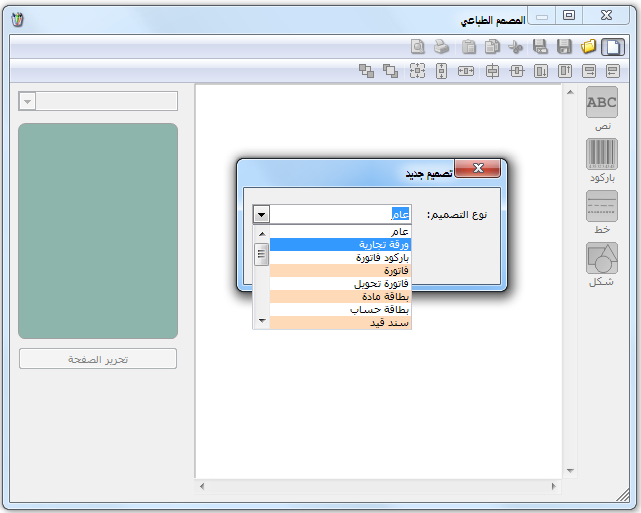 المصمم الطباعي
ABC
نص
باركود
خط
شكل
تصميم جديد
نوع التصميم:
عام
عام
ورقة تجارية
باركود فاتورة
فاتورة
فاتورة تحويل
بطاقة مادة
بطاقة حساب
سند قيد
تحرير الصفحة